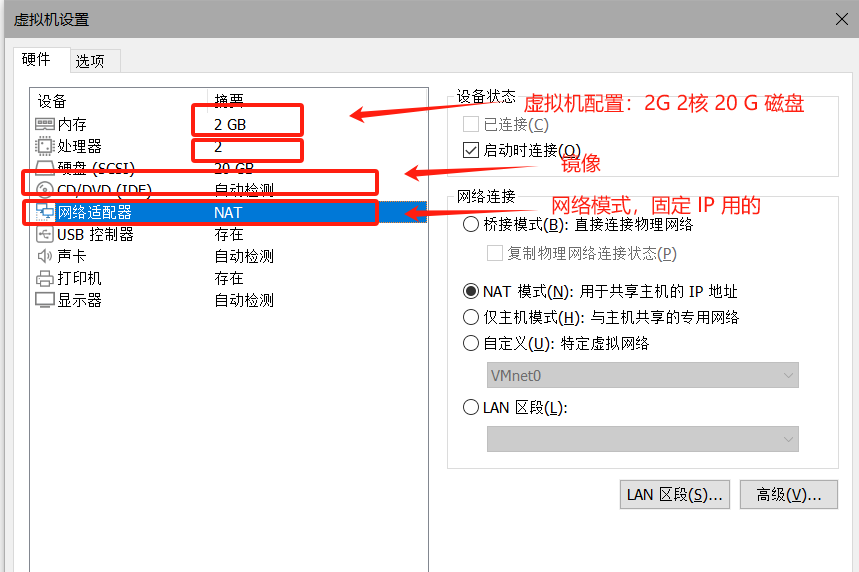 虚拟机设置
硬件 选项
设备 摘要
内存 2 GB
处理器 2
硬盘 (SCSI) 20 GB
CD/DVD (IDE) 自动检测
网络适配器 NAT
USB 控制器 存在
声卡 自动检测
打印机 存在
显示器 自动检测
虚拟机配置：2G 2核 20 G 磁盘
镜像
网络模式，固定 IP 用的
设备状态
已连接(C)
启动时连接(O)
网络连接
桥接模式(B): 直接连接物理网络
复制物理网络连接状态(P)
NAT 模式(N): 用于共享主机的 IP 地址
仅主机模式(H): 与主机共享的专用网络
自定义(U): 特定虚拟网络
VMnet0
LAN 区段(L):
LAN 区段(S)... 高级(V)...